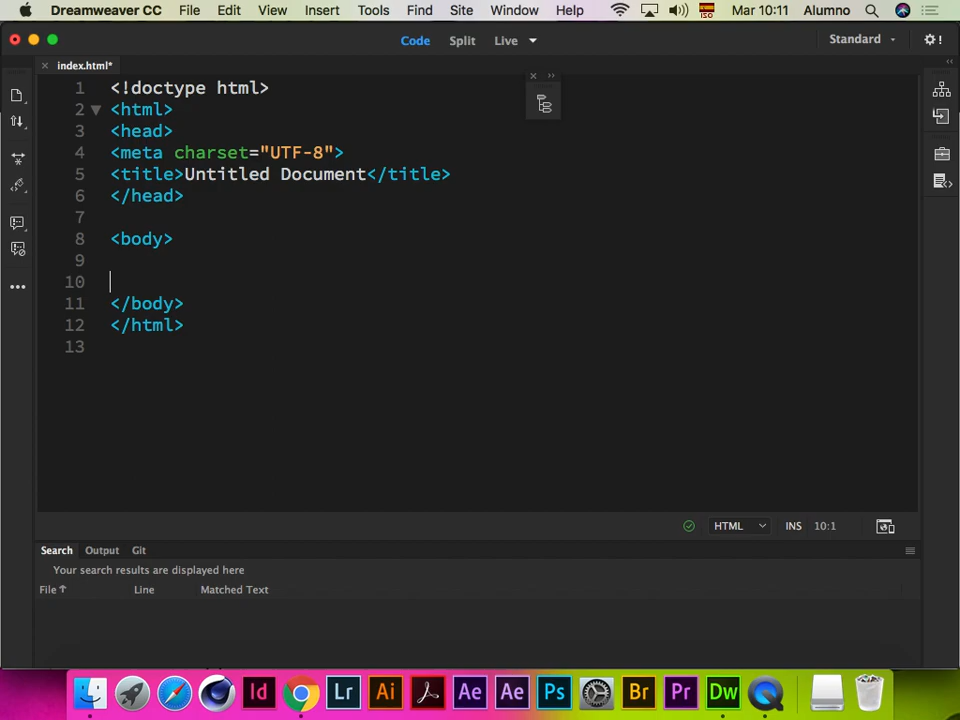 Dreamweaver CC File Edit View Insert Tools Find Site Window Help ISO Mar 10:11 Alumno
Code Split Live Standard !
index.html*
1 <!doctype html>
2 <html>
3 <head>
4 <meta charset="UTF-8">
5 <title>Untitled Document</title>
6 </head>
7
8 <body>
9
10
11 </body>
12 </html>
13
HTML INS 10:1
Search Output Git
Your search results are displayed here
File Line Matched Text
Id Lr Ai Ae Ae Ps Br Pr Dw